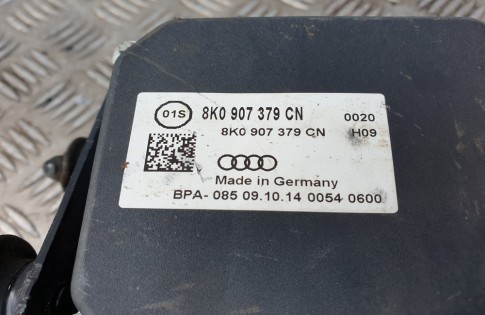 01S 8K0 907 379 CN 0020
8K0 907 379 CN H09
Made in Germany
BPA- 085 09.10.14 0054 0600